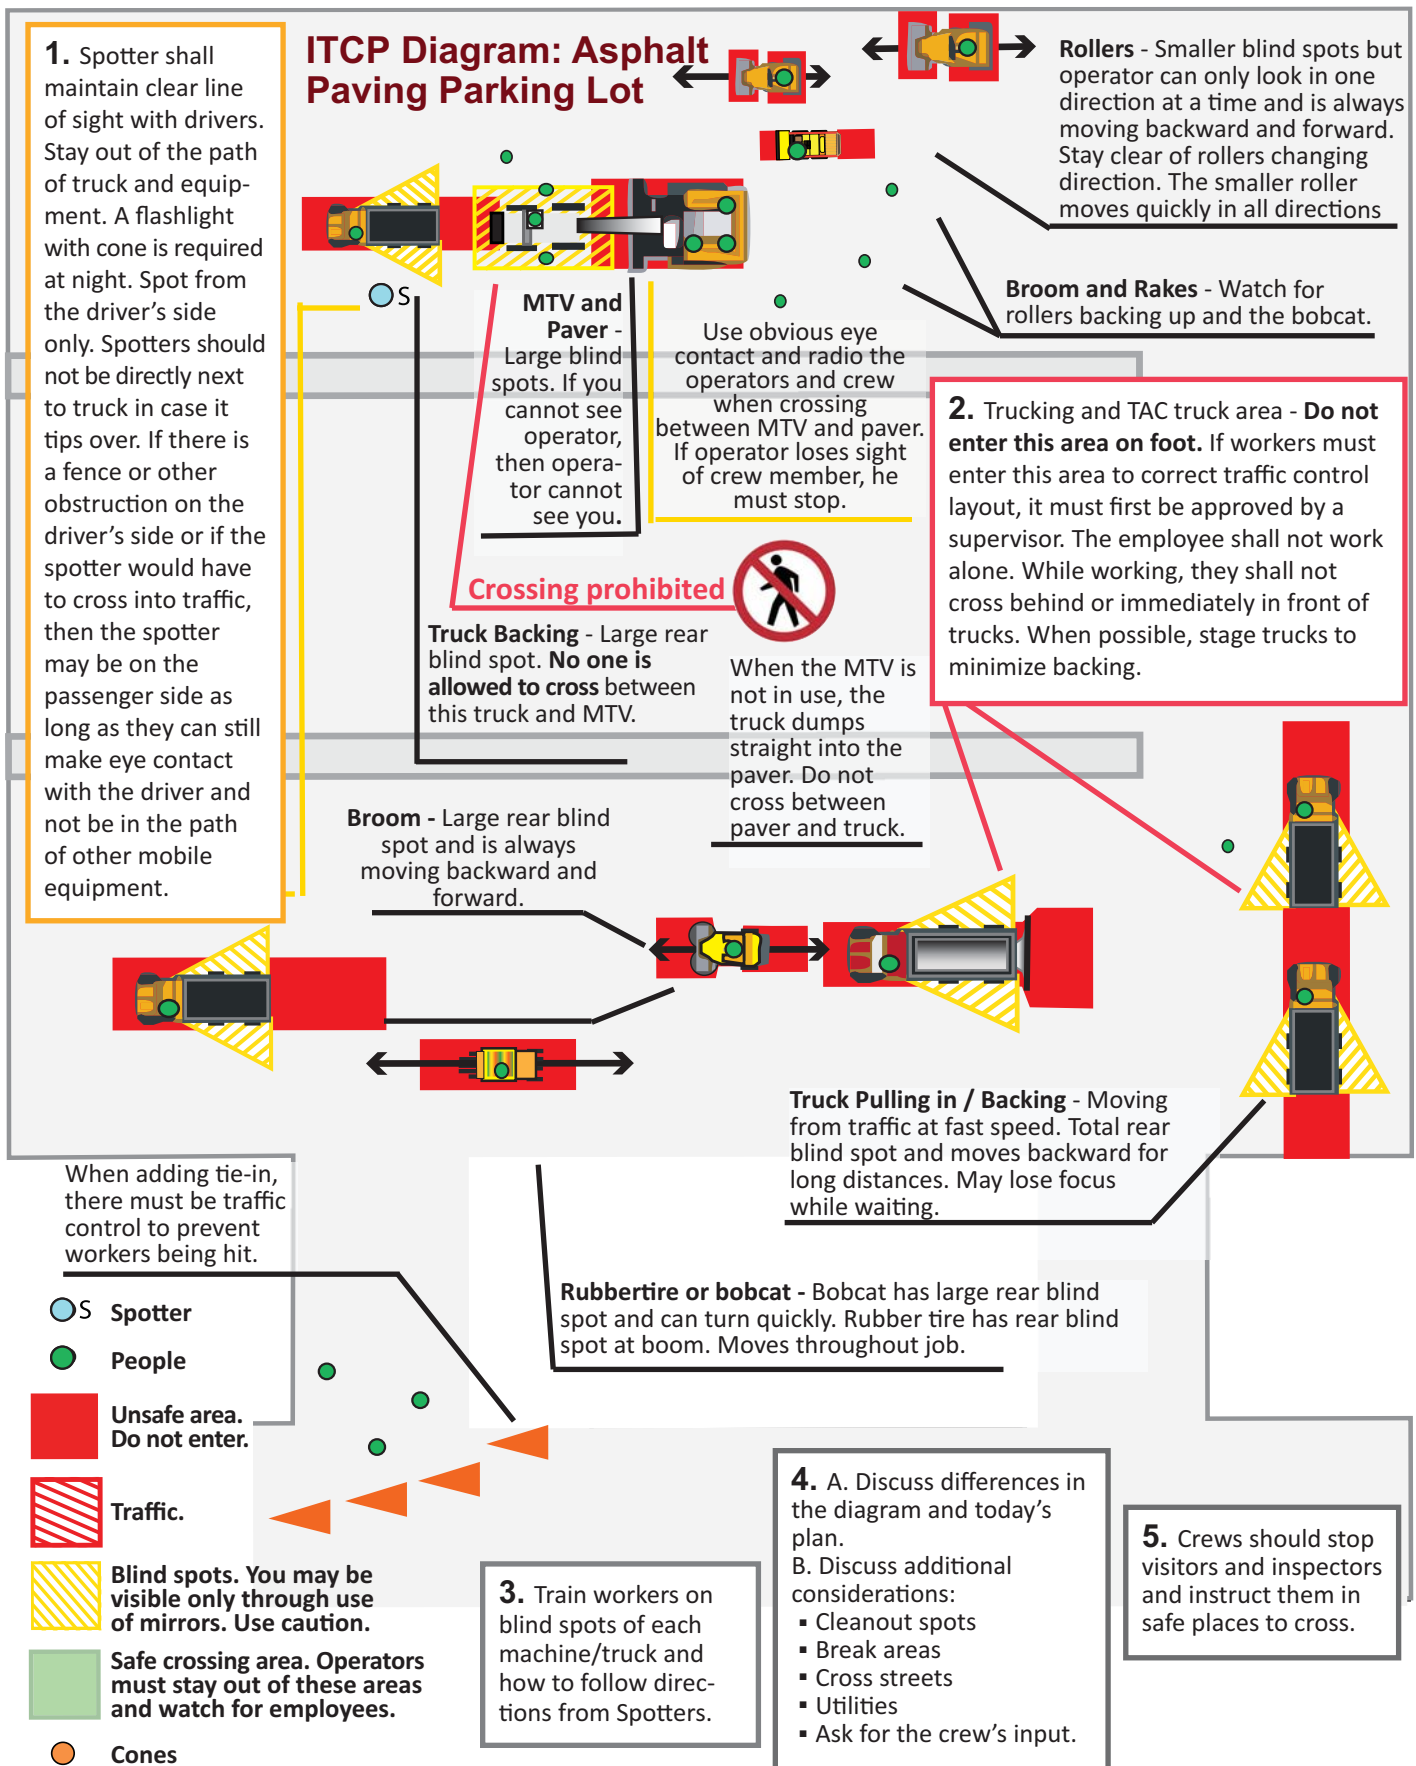 ITCP Diagram: Asphalt
Paving Parking Lot
1. Spotter shall
maintain clear line
of sight with drivers.
Stay out of the path
of truck and equip-
ment. A flashlight
with cone is required
at night. Spot from
the driver's side
only. Spotters should
not be directly next
to truck in case it
tips over. If there is
a fence or other
obstruction on the
driver's side or if the
spotter would have
to cross into traffic,
then the spotter
may be on the
passenger side as
long as they can still
make eye contact
with the driver and
not be in the path
of other mobile
equipment.
Rollers - Smaller blind spots but
operator can only look in one
direction at a time and is always
moving backward and forward.
Stay clear of rollers changing
direction. The smaller roller
moves quickly in all directions
Broom and Rakes - Watch for
rollers backing up and the bobcat.
S
MTV and
Paver -
Large blind
spots. If you
cannot see
operator,
then opera-
tor cannot
see you.
Use obvious eye
contact and radio the
operators and crew
when crossing
between MTV and paver.
If operator loses sight
of crew member, he
must stop.
2. Trucking and TAC truck area - Do not
enter this area on foot. If workers must
enter this area to correct traffic control
layout, it must first be approved by a
supervisor. The employee shall not work
alone. While working, they shall not
cross behind or immediately in front of
trucks. When possible, stage trucks to
minimize backing.
Crossing prohibited
Truck Backing - Large rear
blind spot. No one is
allowed to cross between
this truck and MTV.
When the MTV is
not in use, the
truck dumps
straight into the
paver. Do not
cross between
paver and truck.
Broom - Large rear blind
spot and is always
moving backward and
forward.
Truck Pulling in / Backing - Moving
from traffic at fast speed. Total rear
blind spot and moves backward for
long distances. May lose focus
while waiting.
When adding tie-in,
there must be traffic
control to prevent
workers being hit.
Rubbertire or bobcat - Bobcat has large rear blind
spot and can turn quickly. Rubber tire has rear blind
spot at boom. Moves throughout job.
S Spotter
People
Unsafe area.
Do not enter.
Traffic.
Blind spots. You may be
visible only through use
of mirrors. Use caution.
Safe crossing area. Operators
must stay out of these areas
and watch for employees.
Cones
3. Train workers on
blind spots of each
machine/truck and
how to follow direc-
tions from Spotters.
4. A. Discuss differences in
the diagram and today's
plan.
B. Discuss additional
considerations:
▪ Cleanout spots
▪ Break areas
▪ Cross streets
▪ Utilities
▪ Ask for the crew's input.
5. Crews should stop
visitors and inspectors
and instruct them in
safe places to cross.